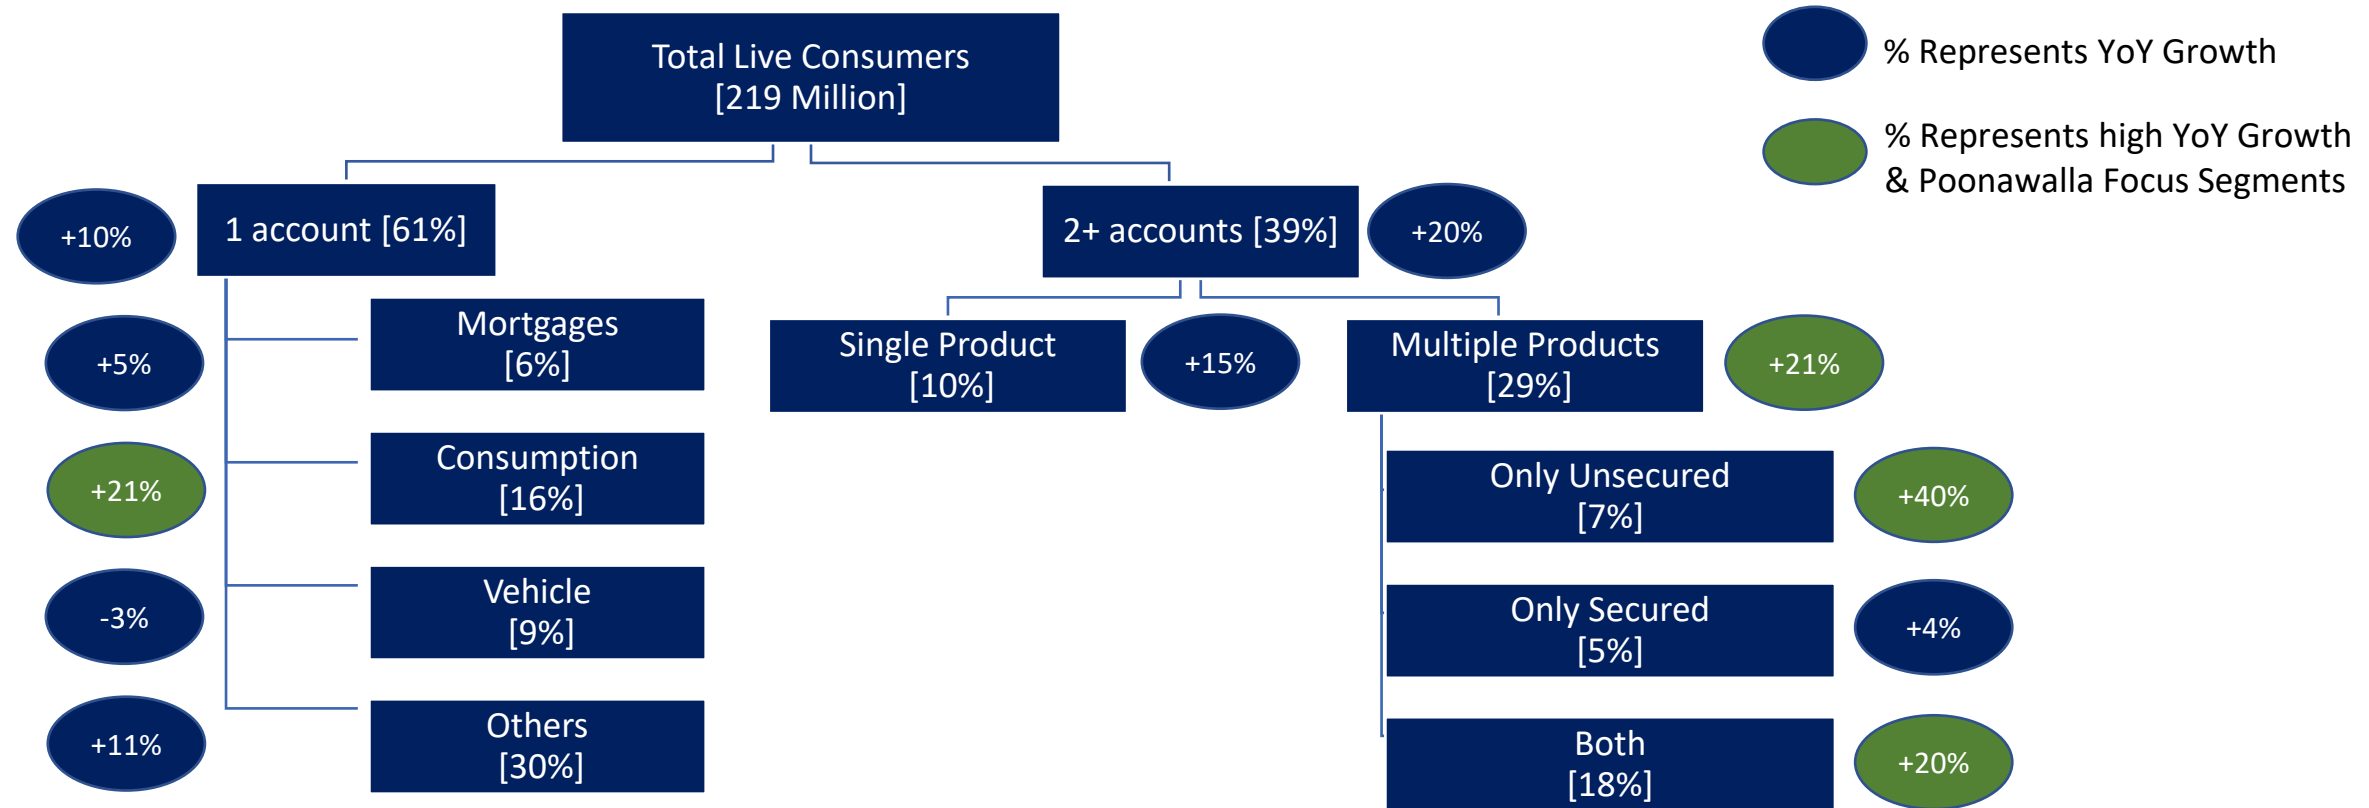 Total Live Consumers
[219 Million]
% Represents YoY Growth
% Represents high YoY Growth
& Poonawalla Focus Segments
+10%
1 account [61%]
2+ accounts [39%]
+20%
+5%
Mortgages
[6%]
Single Product
[10%]
+15%
Multiple Products
[29%]
+21%
+21%
Consumption
[16%]
Only Unsecured
[7%]
+40%
-3%
Vehicle
[9%]
Only Secured
[5%]
+4%
+11%
Others
[30%]
Both
[18%]
+20%